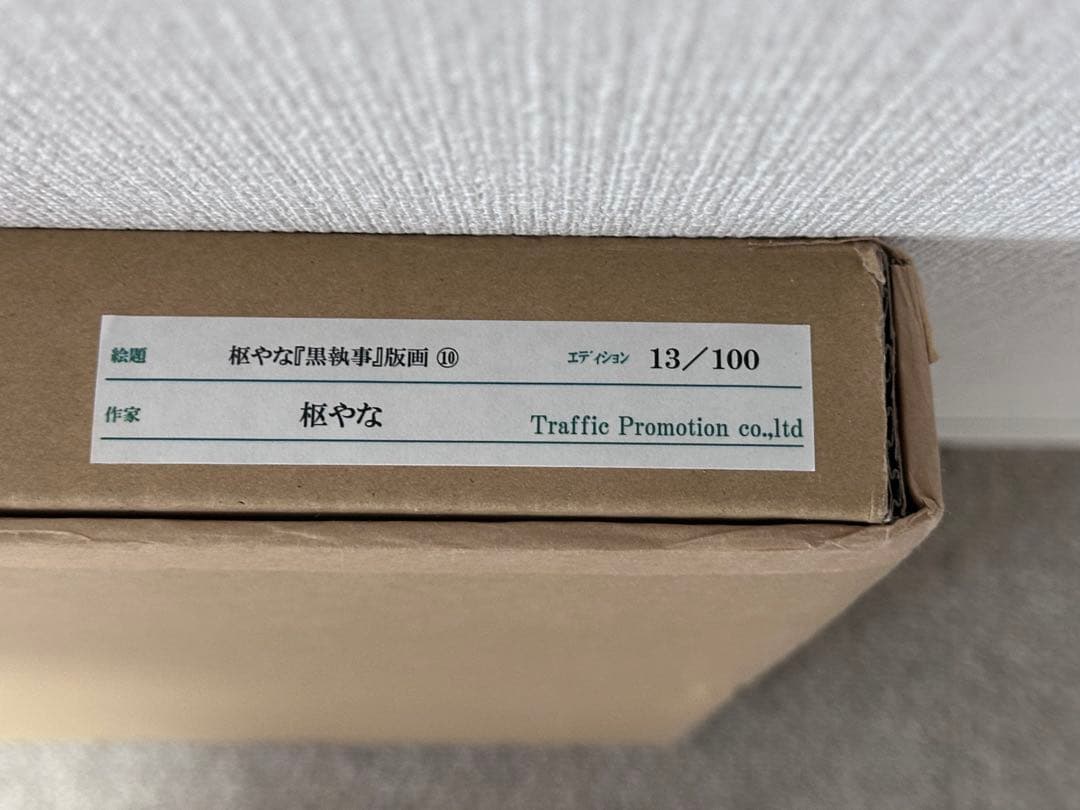 絵題 枢やな『黒執事』版画 ⑩ エディション 13／100
作家 枢やな Traffic Promotion co.,ltd